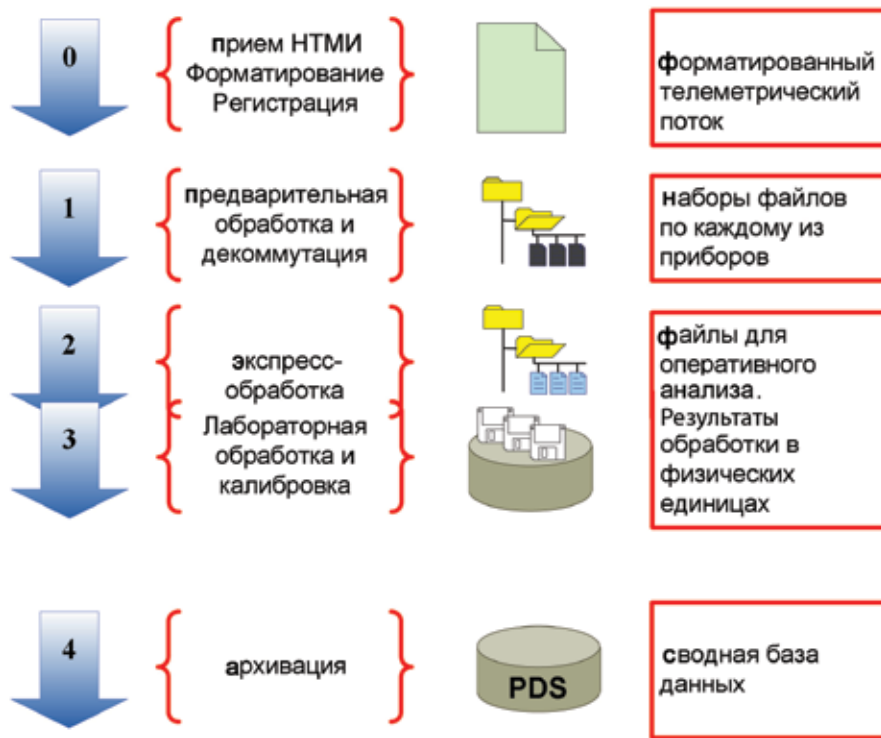 0
прием НТМИ
Форматирование
Регистрация
форматированный
телеметрический
поток
1
предварительная
обработка и
декоммутация
наборы файлов
по каждому из
приборов
2
экспресс-
обработка
файлы для
оперативного
анализа.
Результаты
обработки в
физических
единицах
3
Лабораторная
обработка и
калибровка
4
архивация
PDS
сводная база
данных